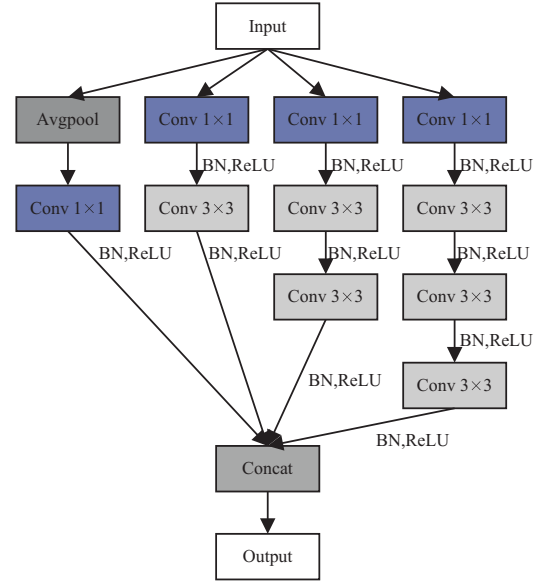 Input
Avgpool
Conv 1×1
Conv 1×1
Conv 1×1
BN,ReLU
BN,ReLU
BN,ReLU
Conv 1×1
Conv 3×3
Conv 3×3
Conv 3×3
BN,ReLU
BN,ReLU
BN,ReLU
BN,ReLU
Conv 3×3
Conv 3×3
BN,ReLU
BN,ReLU
Conv 3×3
BN,ReLU
Concat
Output